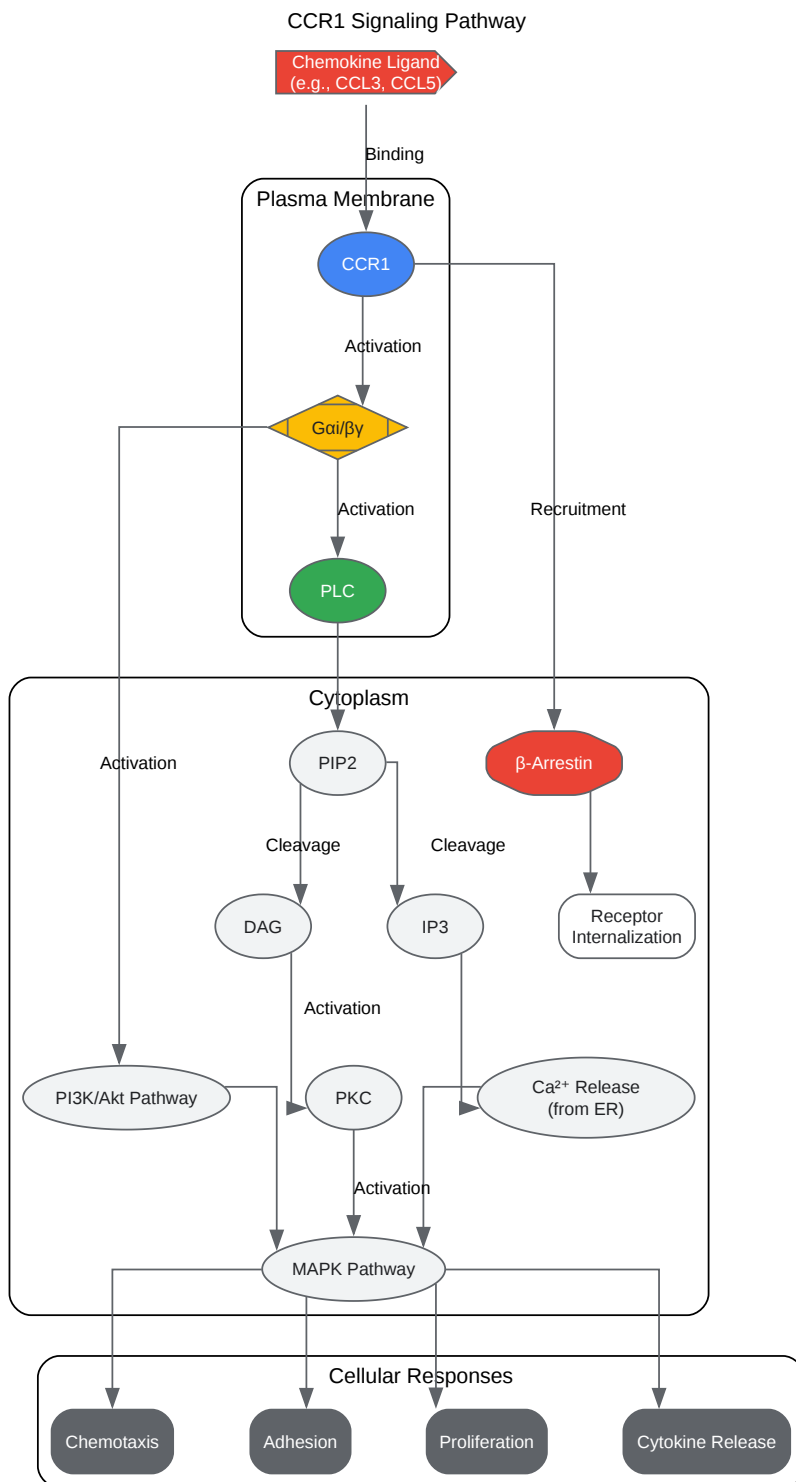 CCR1 Signaling Pathway
Chemokine Ligand
(e.g., CCL3, CCL5)
Binding
Plasma Membrane
CCR1
Activation
Gαi/βγ
Activation
Recruitment
PLC
Cytoplasm
Activation
PIP2
β-Arrestin
Cleavage
Cleavage
DAG
IP3
Receptor
Internalization
Activation
PI3K/Akt Pathway
PKC
Ca²⁺ Release
(from ER)
Activation
MAPK Pathway
Cellular Responses
Chemotaxis
Adhesion
Proliferation
Cytokine Release